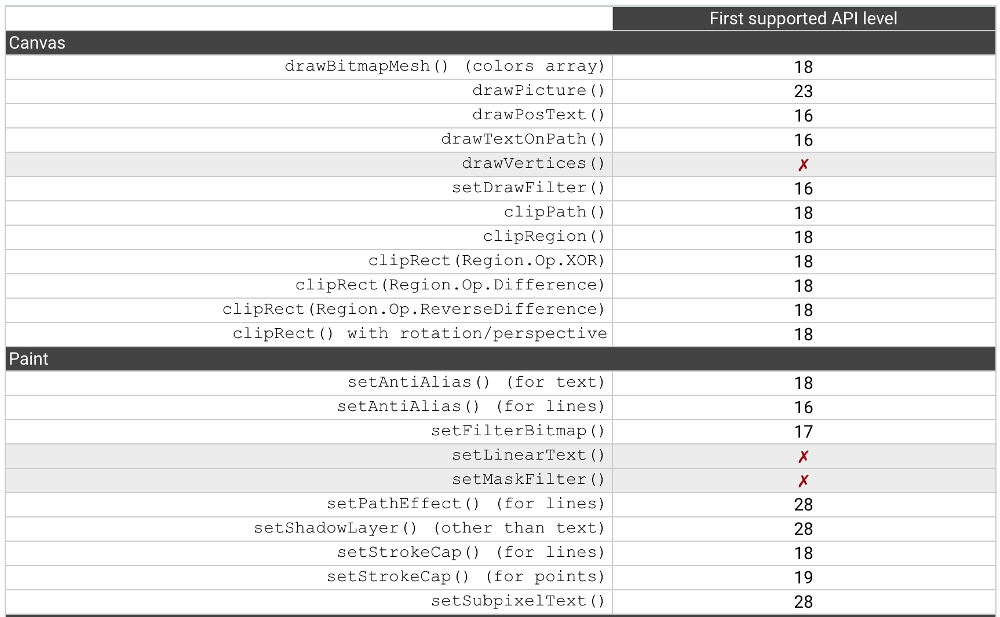 First supported API level
Canvas
drawBitmapMesh() (colors array) 18
drawPicture() 23
drawPosText() 16
drawTextOnPath() 16
drawVertices() ✗
setDrawFilter() 16
clipPath() 18
clipRegion() 18
clipRect(Region.Op.XOR) 18
clipRect(Region.Op.Difference) 18
clipRect(Region.Op.ReverseDifference) 18
clipRect() with rotation/perspective 18
Paint
setAntiAlias() (for text) 18
setAntiAlias() (for lines) 16
setFilterBitmap() 17
setLinearText() ✗
setMaskFilter() ✗
setPathEffect() (for lines) 28
setShadowLayer() (other than text) 28
setStrokeCap() (for lines) 18
setStrokeCap() (for points) 19
setSubpixelText() 28